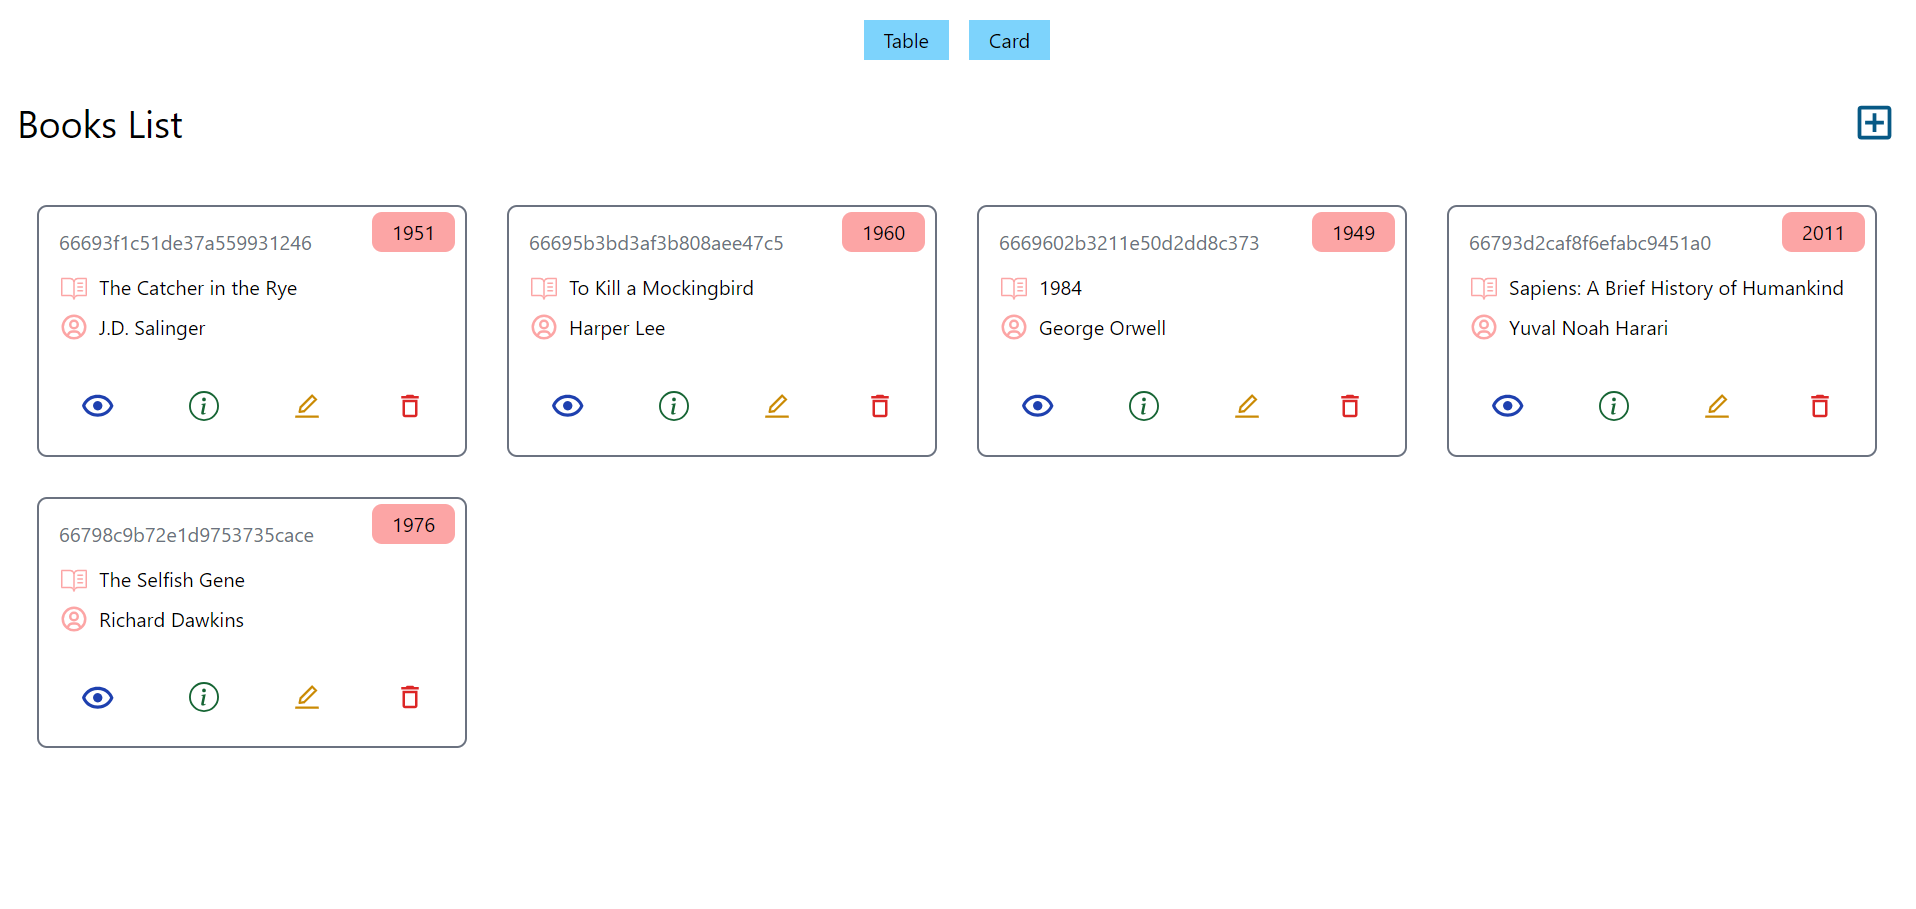 Table Card
Books List
66693f1c51de37a559931246 1951
The Catcher in the Rye
J.D. Salinger
66695b3bd3af3b808aee47c5 1960
To Kill a Mockingbird
Harper Lee
6669602b3211e50d2dd8c373 1949
1984
George Orwell
66793d2caf8f6efabc9451a0 2011
Sapiens: A Brief History of Humankind
Yuval Noah Harari
66798c9b72e1d9753735cace 1976
The Selfish Gene
Richard Dawkins